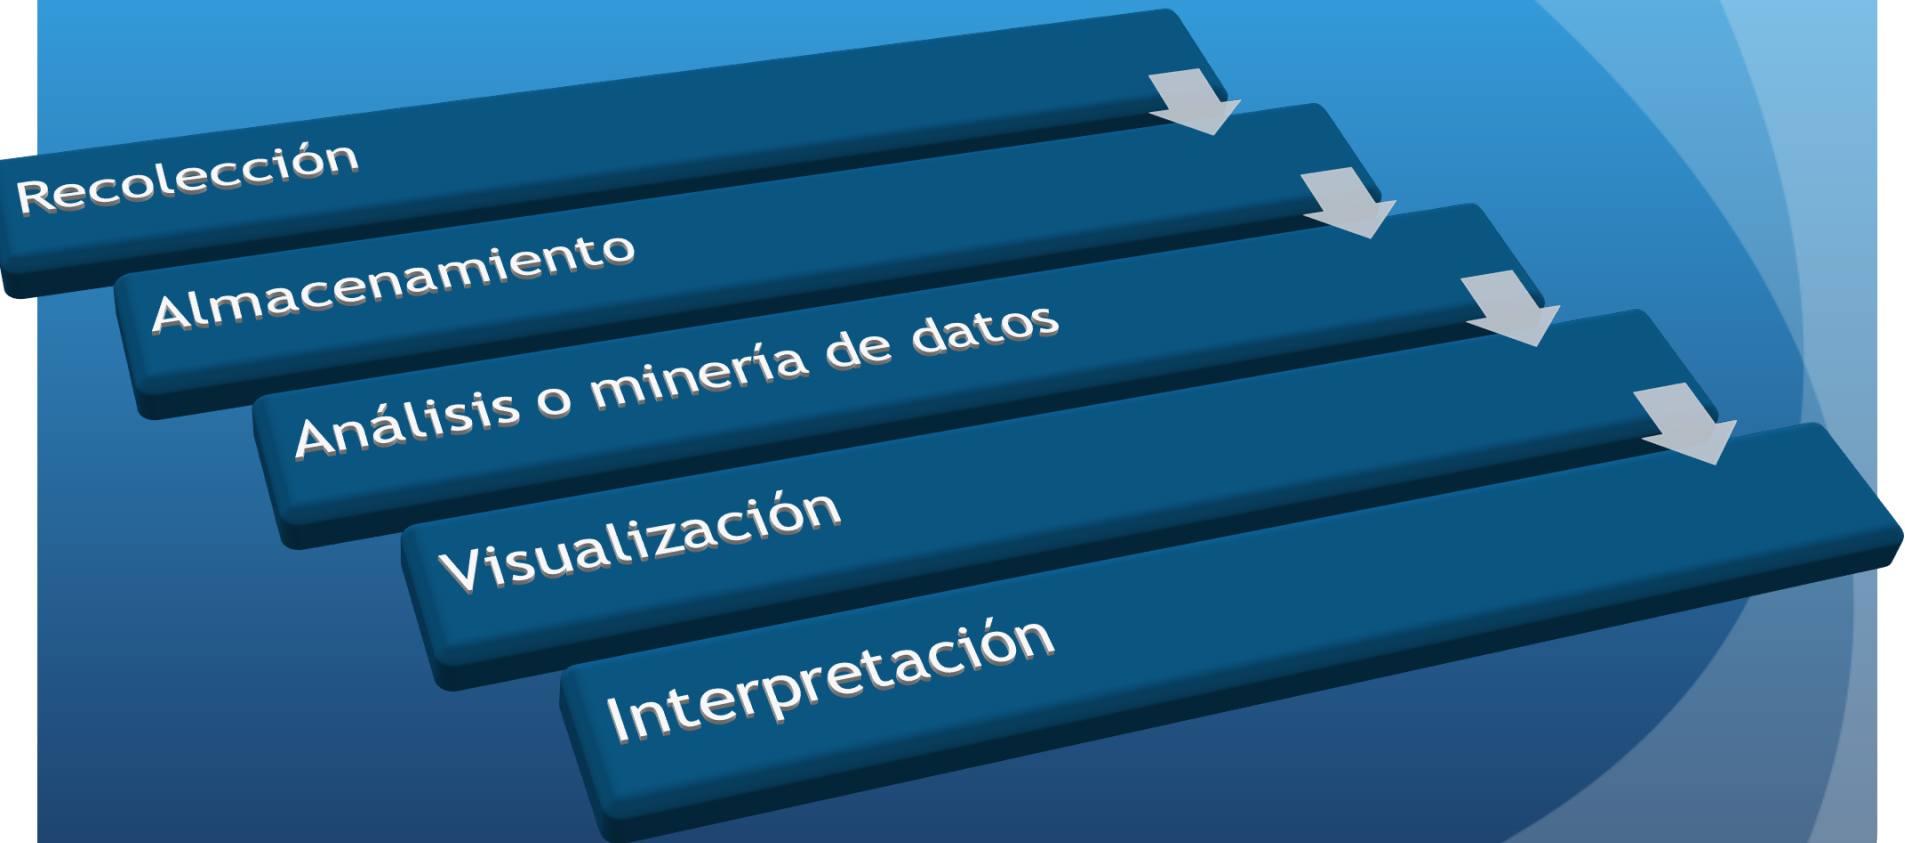 Recolección
Almacenamiento
Análisis o minería de datos
Visualización
Interpretación